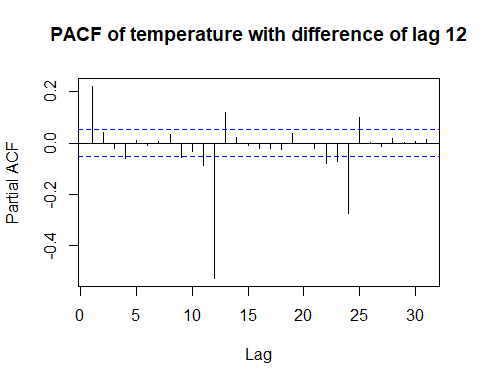 PACF of temperature with difference of lag 12
Partial ACF
0.2
0.0
-0.2
-0.4
0 5 10 15 20 25 30
Lag